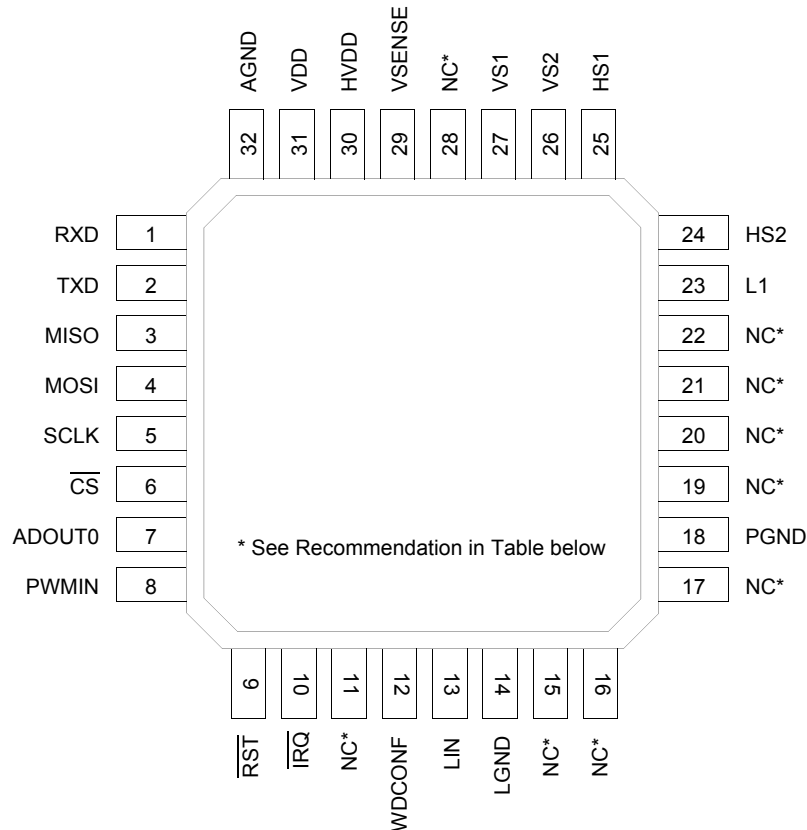 AGND
VDD
HVDD
VSENSE
NC*
VS1
VS2
HS1
32
31
30
29
28
27
26
25
RXD 1
TXD 2
MISO 3
MOSI 4
SCLK 5
C̅S̅ 6
ADOUT0 7
PWMIN 8
24 HS2
23 L1
22 NC*
21 NC*
20 NC*
19 NC*
18 PGND
17 NC*
* See Recommendation in Table below
9
10
11
12
13
14
15
16
R̅S̅T̅
I̅R̅Q̅
NC*
WDCONF
LIN
LGND
NC*
NC*